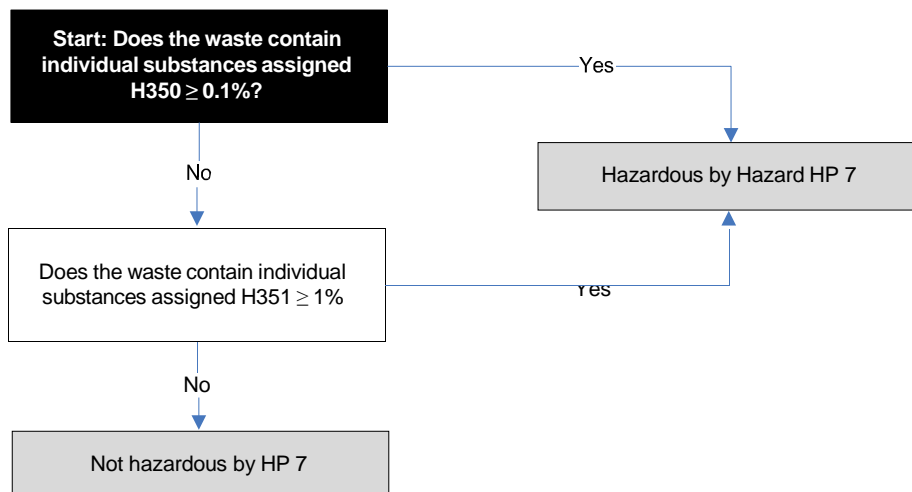 Start: Does the waste contain
individual substances assigned
H350 ≥ 0.1%?
Yes
No
Hazardous by Hazard HP 7
Does the waste contain individual
substances assigned H351 ≥ 1%
Yes
No
Not hazardous by HP 7